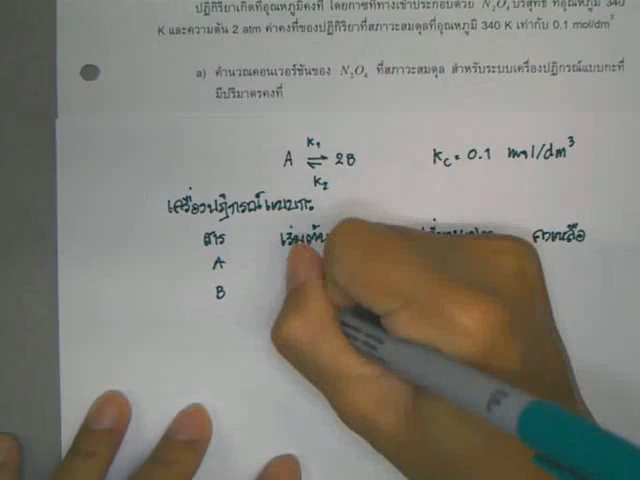 ปฏิกิริยาเกิดที่อุณหภูมิคงที่ โดยก๊าซที่ทางเข้าประกอบด้วย N₂O₄ บริสุทธิ์ ที่อุณหภูมิ 340
K และความดัน 2 atm ค่าคงที่ของปฏิกิริยาที่สภาวะสมดุลที่อุณหภูมิ 340 K เท่ากับ 0.1 mol/dm³
a) คำนวณคอนเวอร์ชันของ N₂O₄ ที่สภาวะสมดุล สำหรับระบบเครื่องปฏิกรณ์แบบกะที่
มีปริมาตรคงที่
A ⇌ 2B K₁ K₂ K_C = 0.1 mol/dm³
เครื่องปฏิกรณ์แบบกะ
สาร เริ่มต้น คงเหลือ
A
B